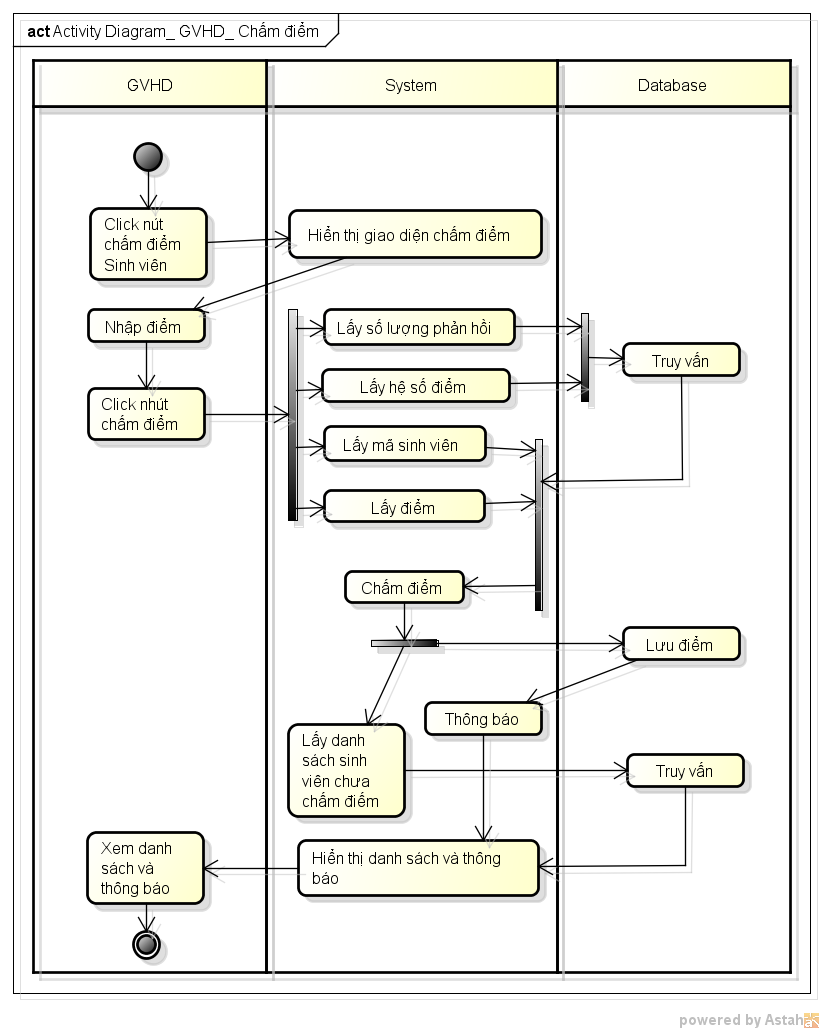 act Activity Diagram_ GVHD_ Chấm điểm
GVHD
System
Database
Click nút
chấm điểm
Sinh viên
Hiển thị giao diện chấm điểm
Nhập điểm
Lấy số lượng phản hồi
Truy vấn
Lấy hệ số điểm
Click nhút
chấm điểm
Lấy mã sinh viên
Lấy điểm
Chấm điểm
Lưu điểm
Thông báo
Lấy danh
sách sinh
viên chưa
chấm điếm
Truy vấn
Xem danh
sách và
thông báo
Hiển thị danh sách và thông
báo
powered by Astah